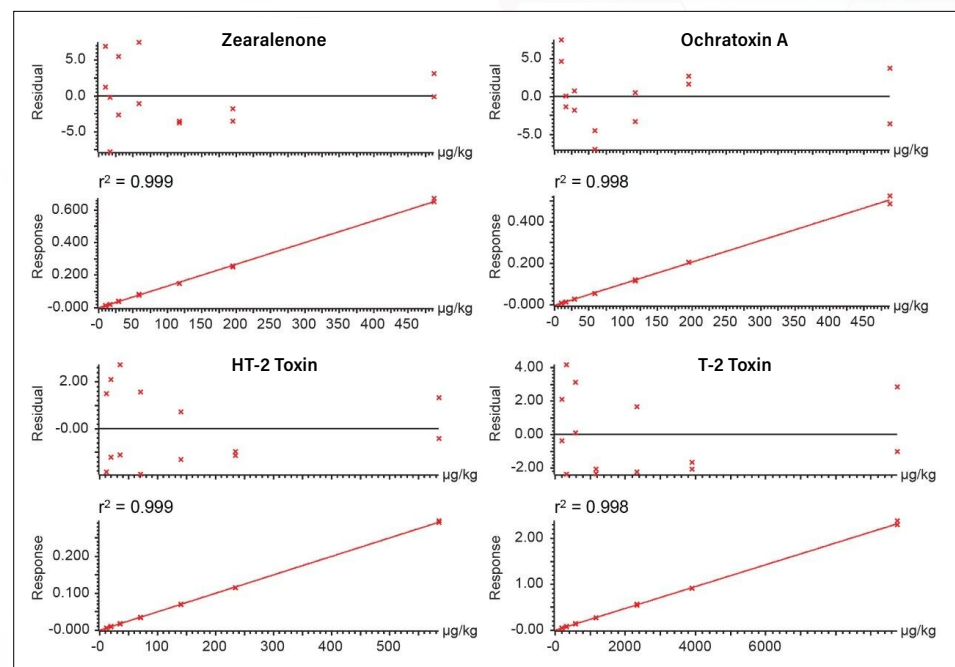 Zearalenone
Residual
5.0
0.0
-5.0
µg/kg
r² = 0.999
Response
0.600
0.400
0.200
-0.000
-0 50 100 150 200 250 300 350 400 450
µg/kg
Ochratoxin A
Residual
5.0
0.0
-5.0
µg/kg
r² = 0.998
Response
0.400
0.200
-0.000
-0 50 100 150 200 250 300 350 400 450
µg/kg
HT-2 Toxin
Residual
2.00
-0.00
µg/kg
r² = 0.999
Response
0.200
0.100
-0.000
-0 100 200 300 400 500
µg/kg
T-2 Toxin
Residual
4.00
2.00
0.00
-2.00
µg/kg
r² = 0.998
Response
2.00
1.00
-0.00
-0 2000 4000 6000
µg/kg